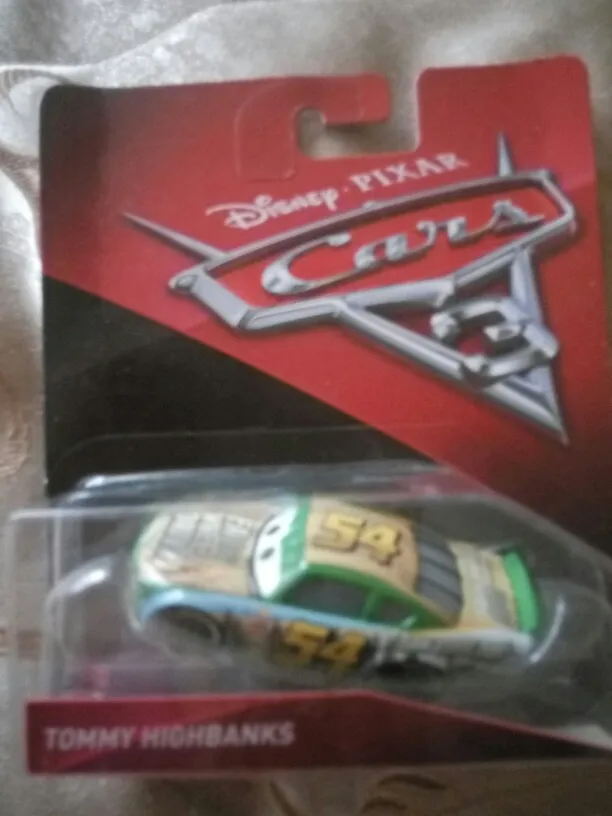 Disney · PIXAR
Cars
3
54
54
TOMMY HIGHBANKS